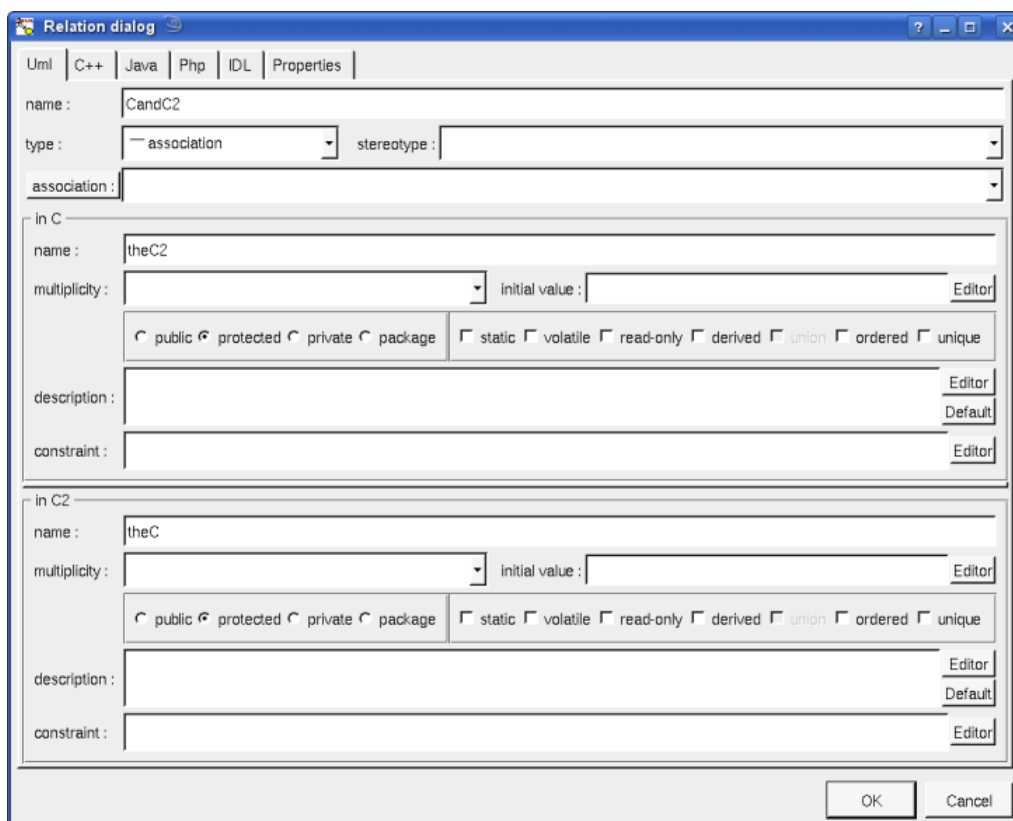 Relation dialog
Uml C++ Java Php IDL Properties
name : CandC2
type : association stereotype :
association :
in C
name : theC2
multiplicity : initial value : Editor
public protected private package static volatile read-only derived union ordered unique
description : Editor
Default
constraint : Editor
in C2
name : theC
multiplicity : initial value : Editor
public protected private package static volatile read-only derived union ordered unique
description : Editor
Default
constraint : Editor
OK Cancel